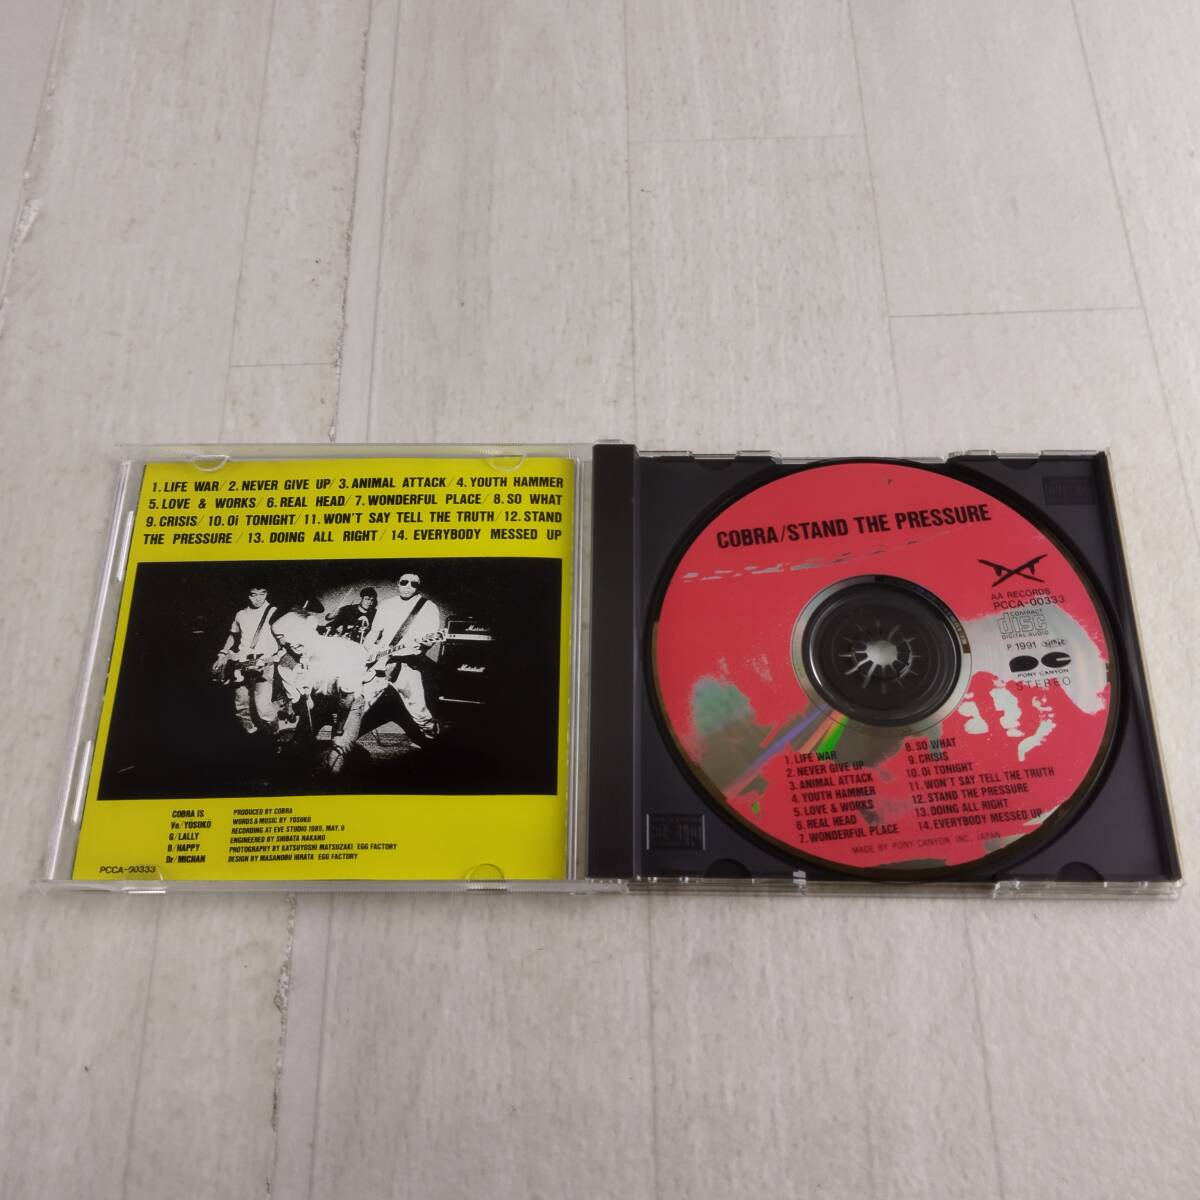 1. LIFE WAR/2. NEVER GIVE UP/3. ANIMAL ATTACK/4. YOUTH HAMMER
5. LOVE & WORKS/6. REAL HEAD/7. WONDERFUL PLACE/8. SO WHAT
9. CRISIS/10. Oi TONIGHT/11. WON'T SAY TELL THE TRUTH/12. STAND
THE PRESSURE/13. DOING ALL RIGHT/14. EVERYBODY MESSED UP
Marshall
Marshall
COBRA IS
Vo/YOSUKO
G/LALLY
B/HAPPY
Dr/MICHAN
PRODUCED BY COBRA
WORDS & MUSIC BY YOSUKO
RECORDING AT EVE STUDIO 1985, MAY, 9
ENGINEERED BY SHIBATA NAKANO
PHOTOGRAPHY BY KATSUYOSHI MATSUZAKI EGG FACTORY
DESIGN BY MASANOBU HIRATA EGG FACTORY
PCCA-00333
COBRA/STAND THE PRESSURE
AA RECORDS
PCCA-00333
COMPACT
disc
DIGITAL AUDIO
P 1991
PONY CANYON
STEREO
1. LIFE WAR
2. NEVER GIVE UP
3. ANIMAL ATTACK
4. YOUTH HAMMER
5. LOVE & WORKS
6. REAL HEAD
7. WONDERFUL PLACE
8. SO WHAT
9. CRISIS
10. Oi TONIGHT
11. WON'T SAY TELL THE TRUTH
12. STAND THE PRESSURE
13. DOING ALL RIGHT
14. EVERYBODY MESSED UP
MADE BY PONY CANYON INC. JAPAN